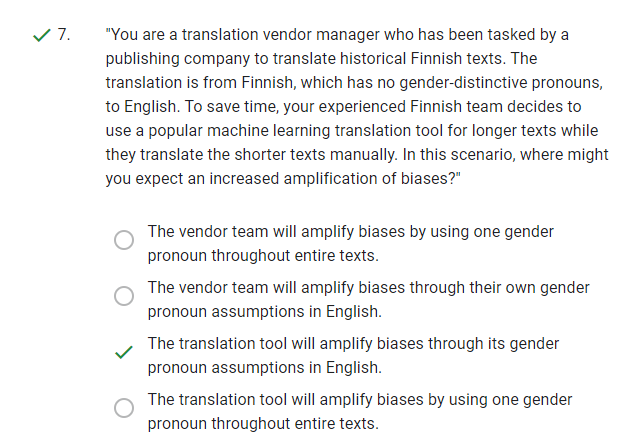 7. "You are a translation vendor manager who has been tasked by a
publishing company to translate historical Finnish texts. The
translation is from Finnish, which has no gender-distinctive pronouns,
to English. To save time, your experienced Finnish team decides to
use a popular machine learning translation tool for longer texts while
they translate the shorter texts manually. In this scenario, where might
you expect an increased amplification of biases?"
The vendor team will amplify biases by using one gender
pronoun throughout entire texts.
The vendor team will amplify biases through their own gender
pronoun assumptions in English.
The translation tool will amplify biases through its gender
pronoun assumptions in English.
The translation tool will amplify biases by using one gender
pronoun throughout entire texts.